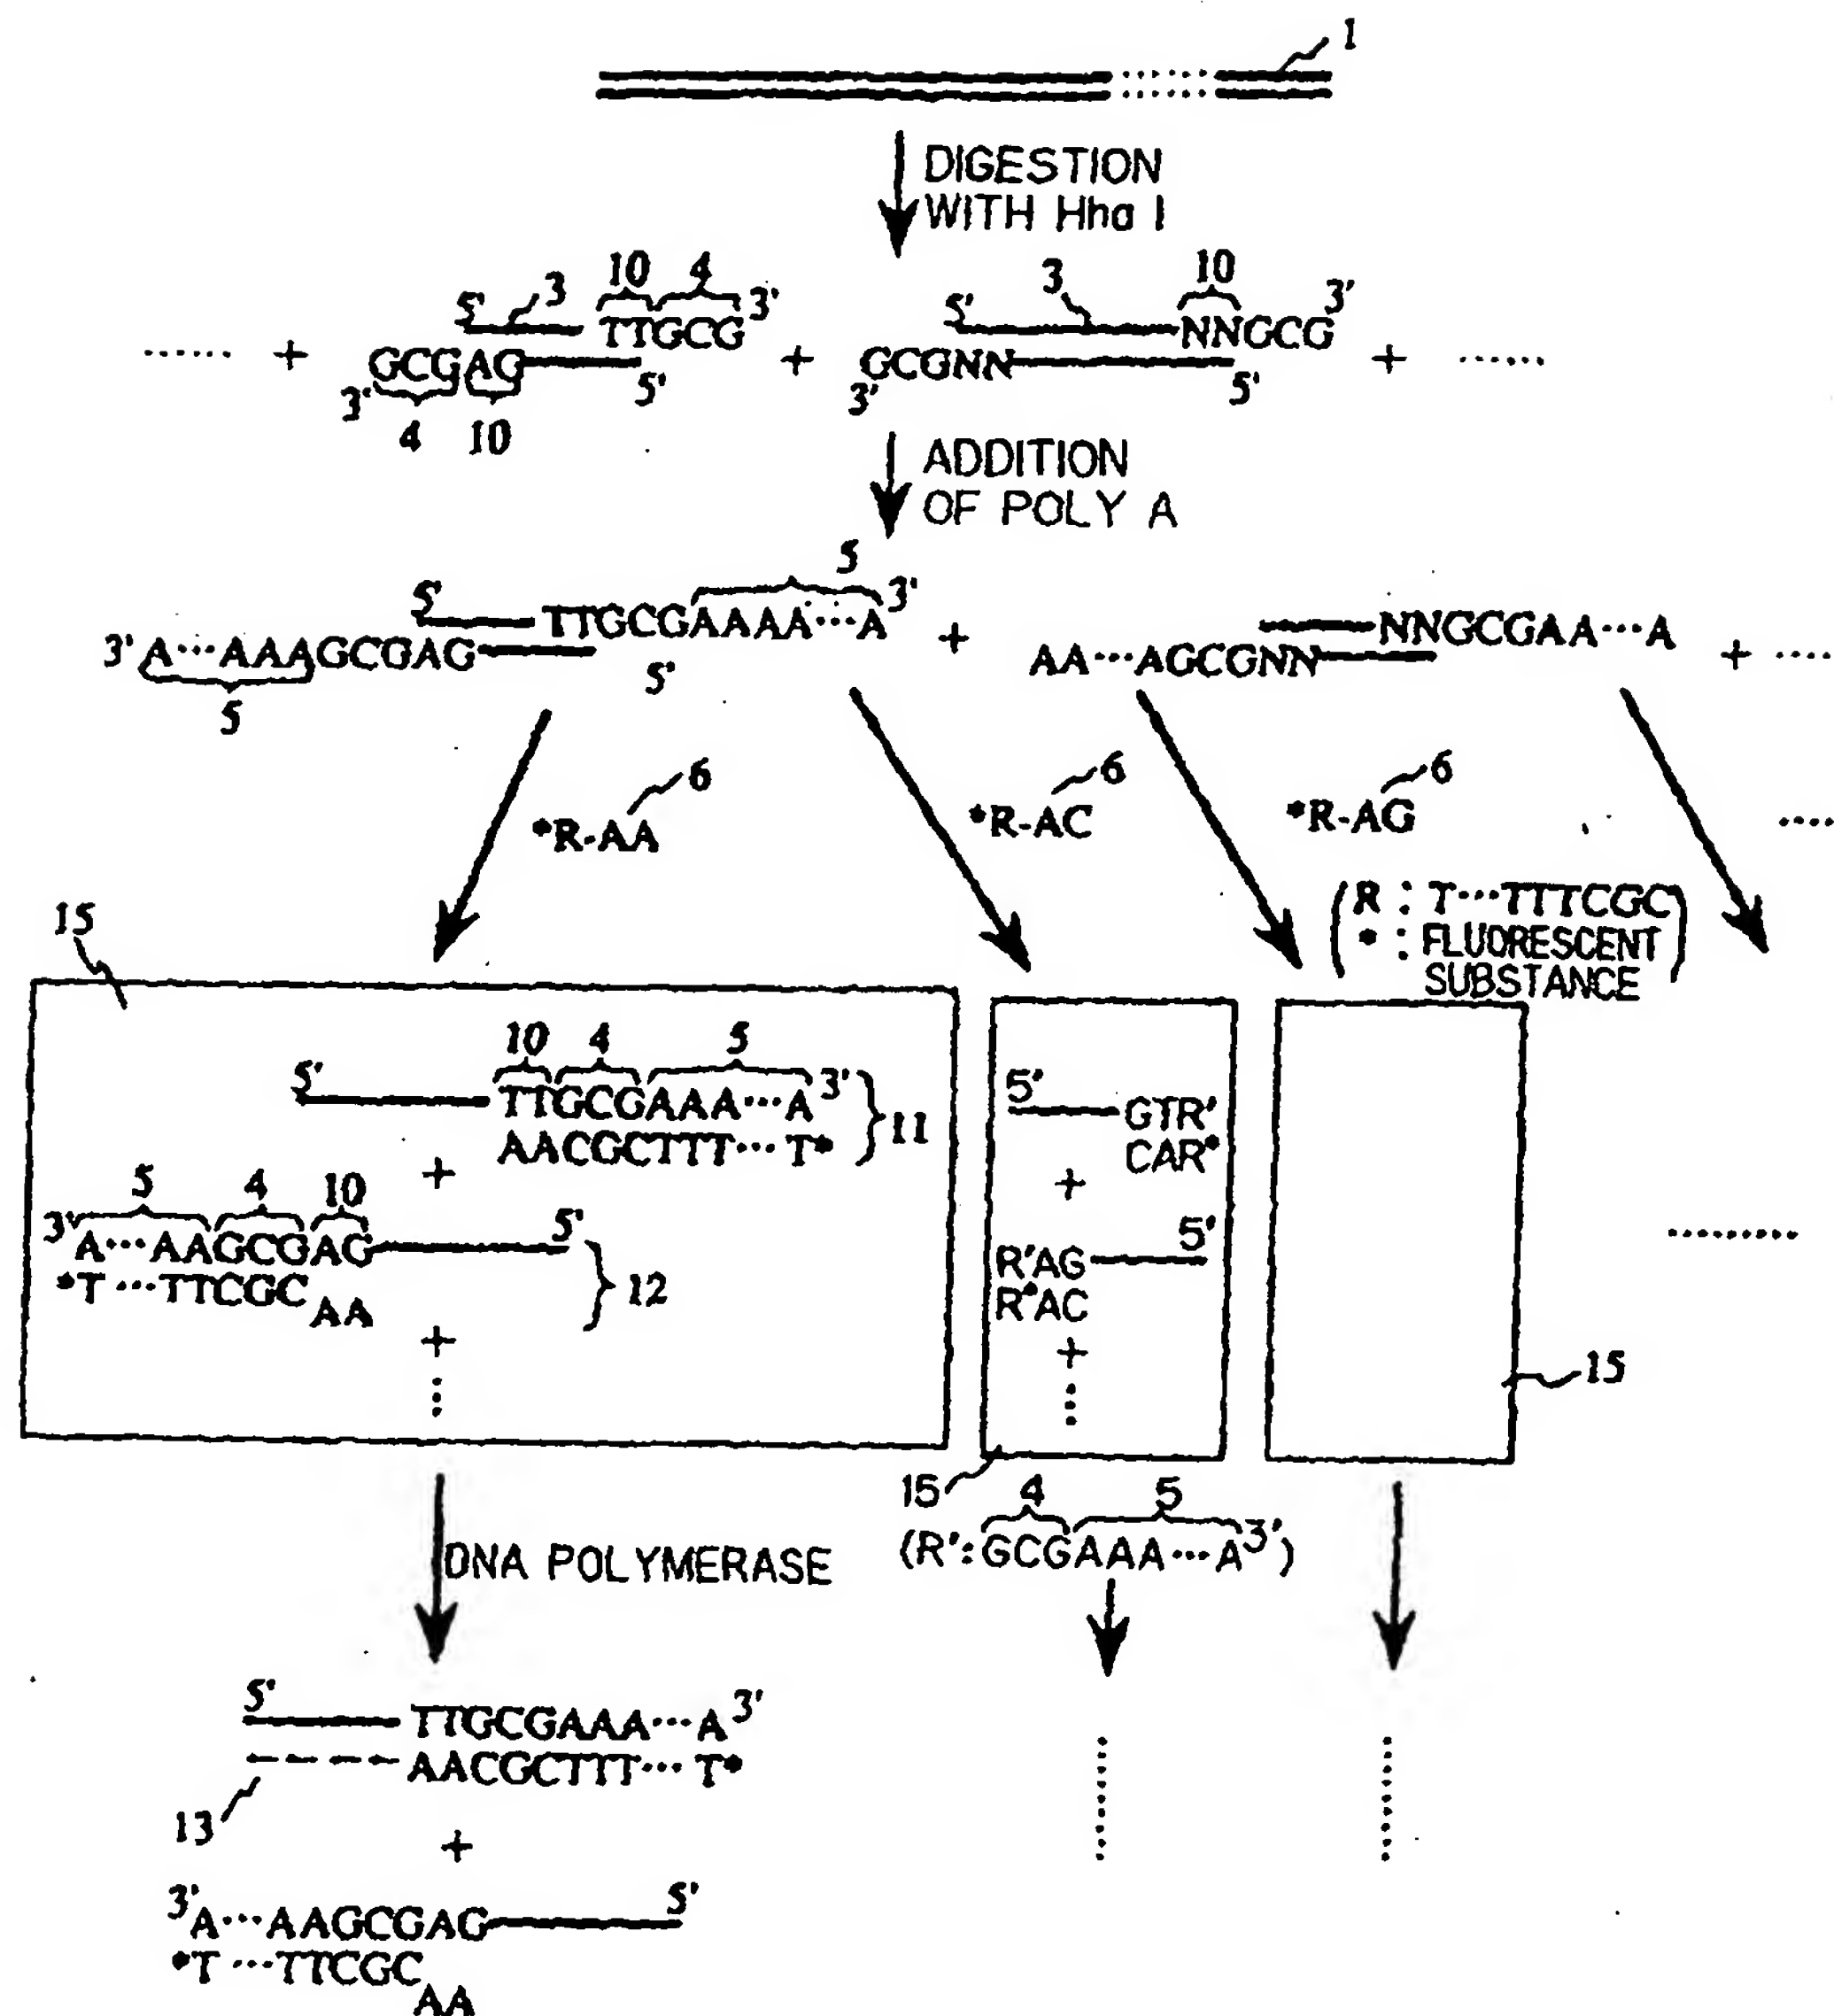 1
DIGESTION
WITH Hha I
5' 3 10 4 3'
TTGCG
GCGAG
3' 5'
4 10
...... +
+
5' 3 10 3'
NNGCG
GCGNN
3' 5'
+ ......
ADDITION
OF POLY A
5' 5 3'
TTGCGAAAA···A
3' A···AAAGCGAG
5 5'
+
NNGCGAA···A
AA···AGCGNN
+ ....
*R-AA 6
*R-AC 6
*R-AG 6
....
(R : T···TTTCGC)
* : FLUORESCENT
SUBSTANCE
15
5' 10 4 5 3'
TTGCGAAA···A
AACGCTTT···T*
11
+
5 4 10
3' A···AAGCGAG 5'
*T···TTCGC
AA
12
+
5'
GTR'
CAR*
+
5'
R'AG
R*AC
+
.........
15
15
4 5
(R':GCGAAA···A3')
DNA POLYMERASE
5' TTGCGAAA···A 3'
AACGCTTT···T*
13
+
3' A···AAGCGAG 5'
*T···TTCGC
AA